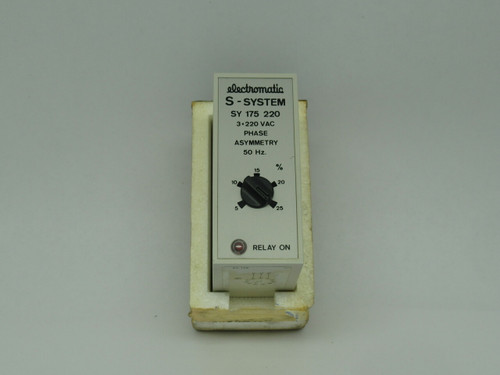 electromatic
S-SYSTEM
SY 175 220
3·220 VAC
PHASE
ASYMMETRY
50 Hz.
15 %
10 20
5 25
RELAY ON